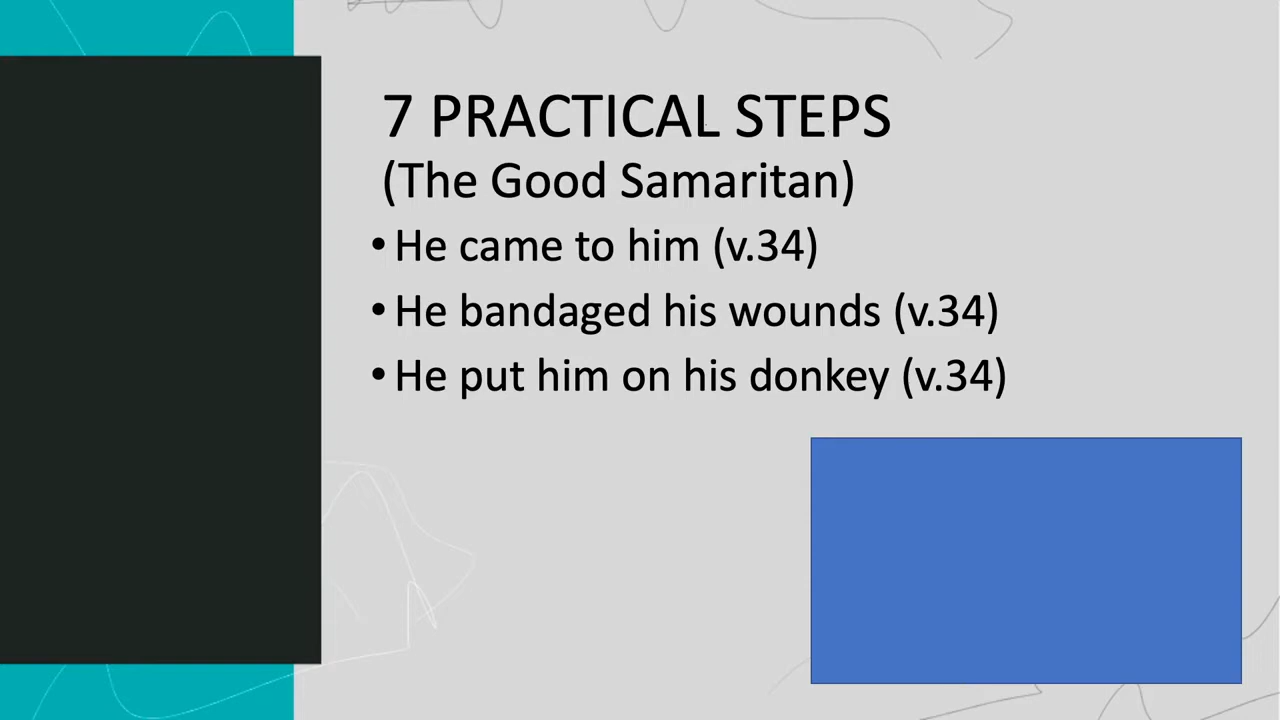 7 PRACTICAL STEPS
(The Good Samaritan)
• He came to him (v.34)
• He bandaged his wounds (v.34)
• He put him on his donkey (v.34)